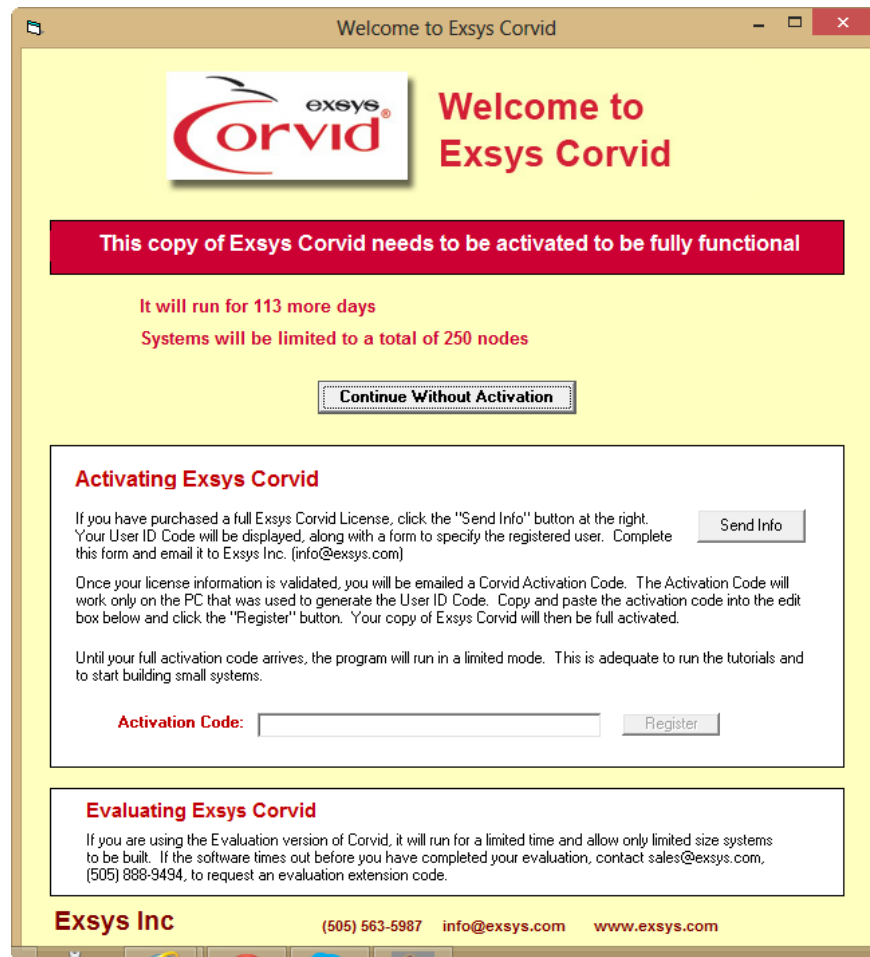 Welcome to Exsys Corvid
exsys
Corvid®
Welcome to
Exsys Corvid
This copy of Exsys Corvid needs to be activated to be fully functional
It will run for 113 more days
Systems will be limited to a total of 250 nodes
Continue Without Activation
Activating Exsys Corvid
If you have purchased a full Exsys Corvid License, click the "Send Info" button at the right.
Your User ID Code will be displayed, along with a form to specify the registered user. Complete
this form and email it to Exsys Inc. (info@exsys.com)
Send Info
Once your license information is validated, you will be emailed a Corvid Activation Code. The Activation Code will
work only on the PC that was used to generate the User ID Code. Copy and paste the activation code into the edit
box below and click the "Register" button. Your copy of Exsys Corvid will then be full activated.
Until your full activation code arrives, the program will run in a limited mode. This is adequate to run the tutorials and
to start building small systems.
Activation Code:
Register
Evaluating Exsys Corvid
If you are using the Evaluation version of Corvid, it will run for a limited time and allow only limited size systems
to be built. If the software times out before you have completed your evaluation, contact sales@exsys.com,
(505) 888-9494, to request an evaluation extension code.
Exsys Inc
(505) 563-5987 info@exsys.com www.exsys.com